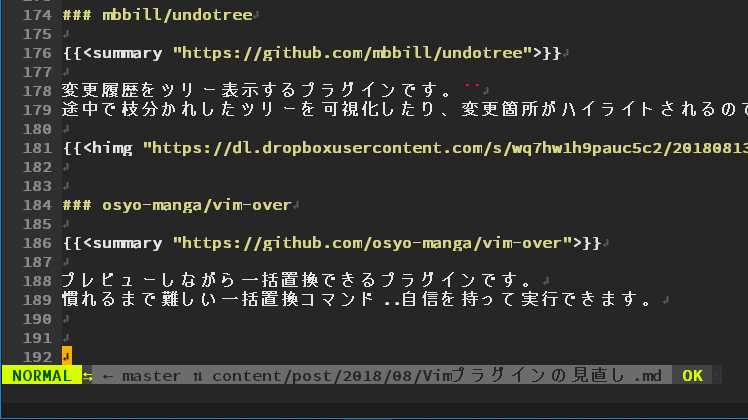 174 ### mbbill/undotree
175
176 {{<summary "https://github.com/mbbill/undotree">}}
177
178 変更履歴をツリー表示するプラグインです。
179 途中で枝分かれしたツリーを可視化したり、変更箇所がハイライトされるので
180
181 {{<himg "https://dl.dropboxusercontent.com/s/wq7hw1h9pauc5c2/20180813
182
183
184 ### osyo-manga/vim-over
185
186 {{<summary "https://github.com/osyo-manga/vim-over">}}
187
188 プレビューしながら一括置換できるプラグインです。
189 慣れるまで難しい一括置換コマンド..自信を持って実行できます。
190
191
192
NORMAL ⇆ ← master ⇅ content/post/2018/08/Vimプラグインの見直し.md OK